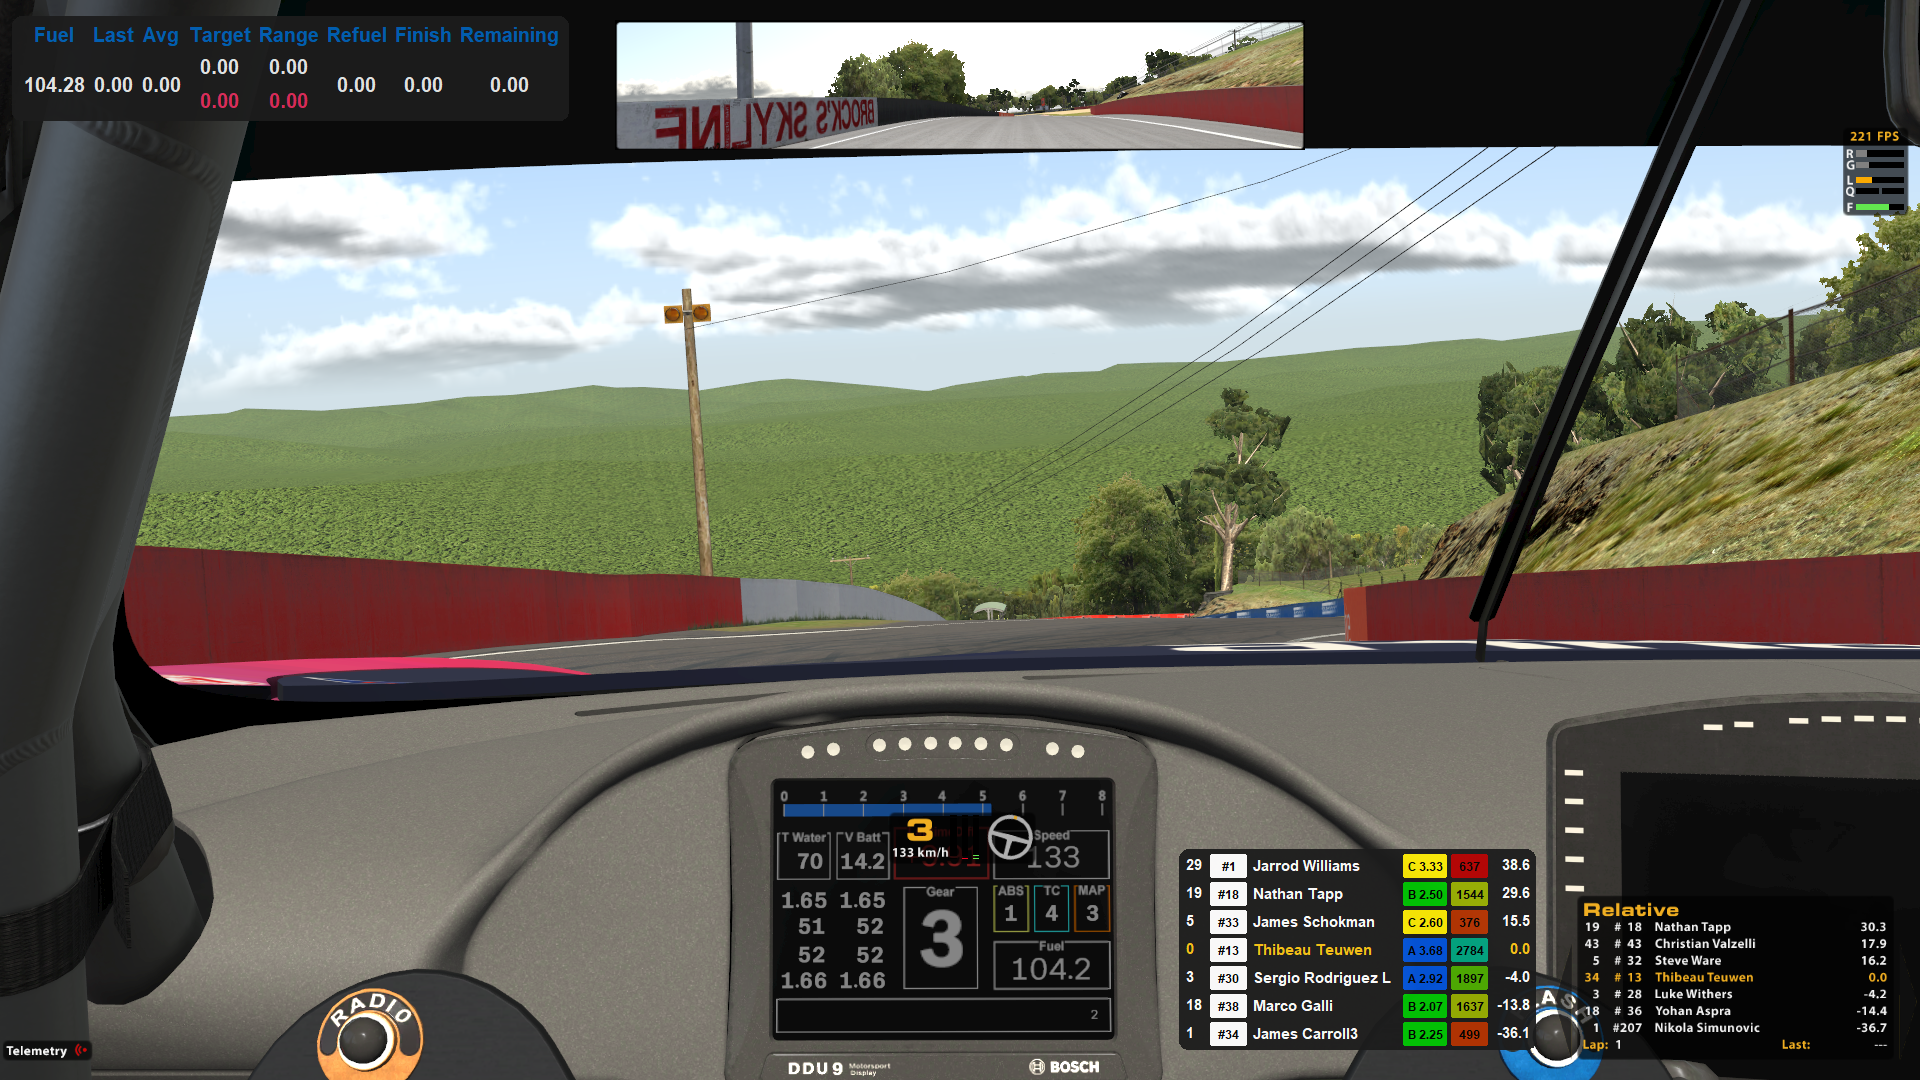 Fuel Last Avg Target Range Refuel Finish Remaining
0.00 0.00
104.28 0.00 0.00 0.00 0.00 0.00
0.00 0.00
BROCK'S SKYLINE
221 FPS
R
G
L
Q
F
0 1 2 3 4 5 6 7 8
T Water V Batt Speed
70 14.2 133
3
133 km/h
1.65 1.65
51 52
52 52
1.66 1.66
Gear
3
ABS TC MAP
1 4 3
Fuel
104.2
2
DDU 9 Motorsport Display
BOSCH
RADIO
Telemetry
29 #1 Jarrod Williams C 3.33 637 38.6
19 #18 Nathan Tapp B 2.50 1544 29.6
5 #33 James Schokman C 2.60 376 15.5
0 #13 Thibeau Teuwen A 3.68 2784 0.0
3 #30 Sergio Rodriguez L A 2.92 1897 -4.0
18 #38 Marco Galli B 2.07 1637 -13.8
1 #34 James Carroll3 B 2.25 499 -36.1
Relative
19 # 18 Nathan Tapp 30.3
43 # 43 Christian Valzelli 17.9
5 # 32 Steve Ware 16.2
34 # 13 Thibeau Teuwen 0.0
3 # 28 Luke Withers -4.2
18 # 36 Yohan Aspra -14.4
1 #207 Nikola Simunovic -36.7
Lap: 1 Last: ---